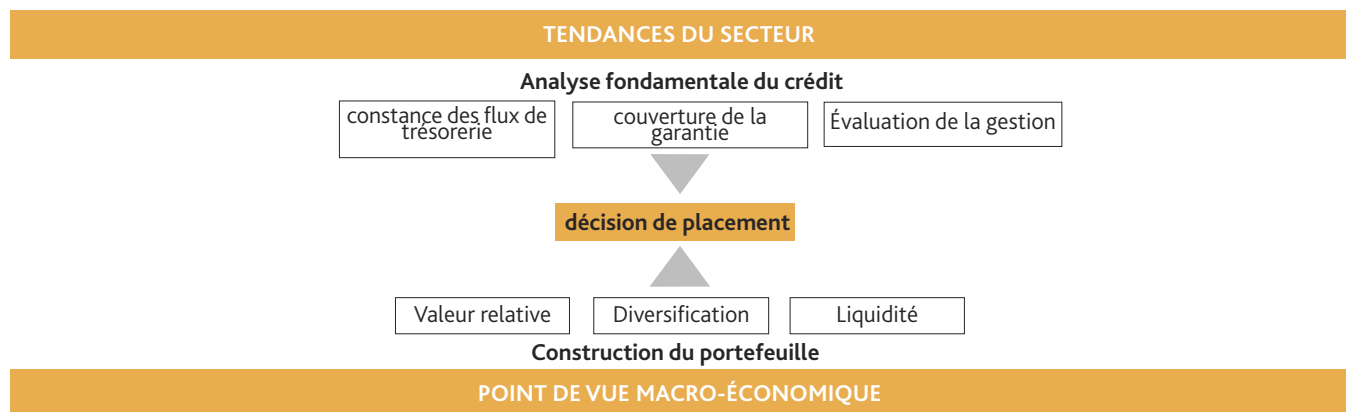 TENDANCES DU SECTEUR
Analyse fondamentale du crédit
constance des flux de
trésorerie
couverture de la
garantie
Évaluation de la gestion
décision de placement
Valeur relative
Diversification
Liquidité
Construction du portefeuille
POINT DE VUE MACRO-ÉCONOMIQUE